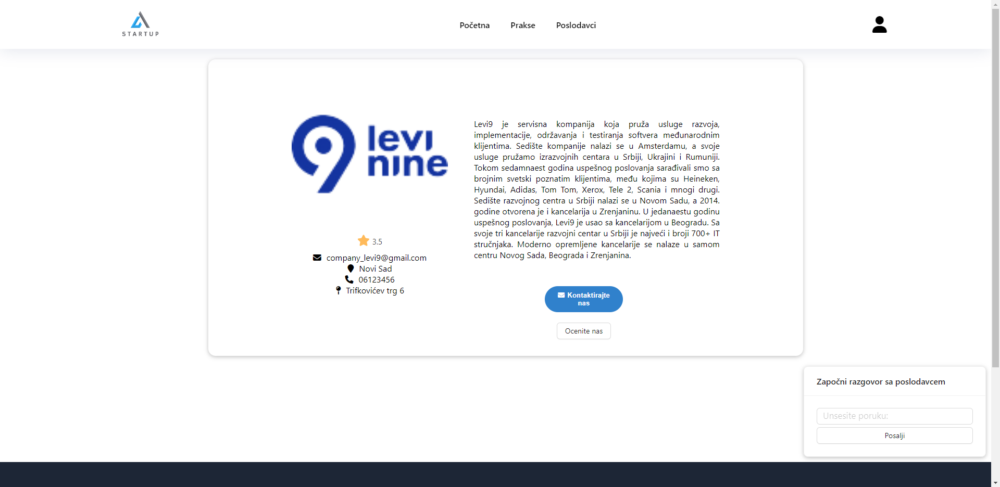 STARTUP
Početna
Prakse
Poslodavci
levi
nine
3.5
company_levi9@gmail.com
Novi Sad
06123456
Trifkovićev trg 6
Levi9 je servisna kompanija koja pruža usluge razvoja,
implementacije, održavanja i testiranja softvera međunarodnim
klijentima. Sedište kompanije nalazi se u Amsterdamu, a svoje
usluge pružamo izrazvojnih centara u Srbiji, Ukrajini i Rumuniji.
Tokom sedamnaest godina uspešnog poslovanja sarađivali smo sa
brojnim svetski poznatim klijentima, među kojima su Heineken,
Hyundai, Adidas, Tom Tom, Xerox, Tele 2, Scania i mnogi drugi.
Sedište razvojnog centra u Srbiji nalazi se u Novom Sadu, a 2014.
godine otvorena je i kancelarija u Zrenjaninu. U jedanaestu godinu
uspešnog poslovanja, Levi9 je usao sa kancelarijom u Beogradu. Sa
svoje tri kancelarije razvojni centar u Srbiji je najveći i broji 700+ IT
stručnjaka. Moderno opremljene kancelarije se nalaze u samom
centru Novog Sada, Beograda i Zrenjanina.
Kontaktirajte
nas
Ocenite nas
Započni razgovor sa poslodavcem
Unsesite poruku:
Posalji